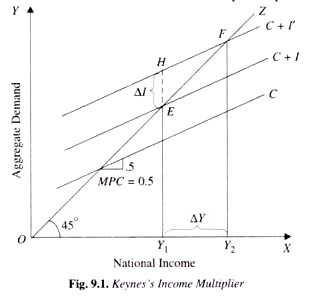 Y
Z
F
C + I′
H
C + I
ΔI
E
C
Aggregate Demand
.5
MPC = 0.5
45°
ΔY
O
Y1
Y2
X
National Income
Fig. 9.1. Keynes's Income Multiplier